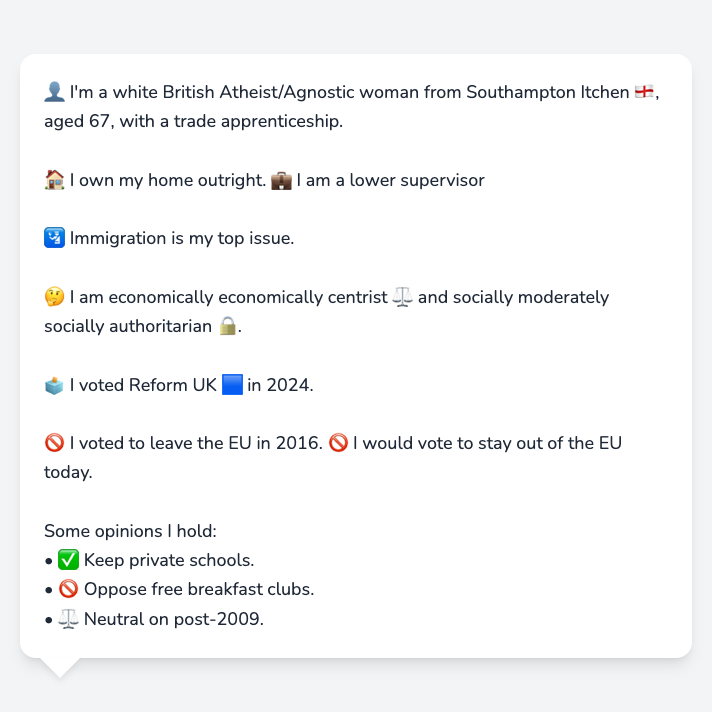 👤 I'm a white British Atheist/Agnostic woman from Southampton Itchen 🏴󠁧󠁢󠁥󠁮󠁧󠁿,
aged 67, with a trade apprenticeship.
🏠 I own my home outright. 💼 I am a lower supervisor
🛂 Immigration is my top issue.
🤔 I am economically economically centrist ⚖️ and socially moderately
socially authoritarian 🔒.
🗳️ I voted Reform UK 🟦 in 2024.
🚫 I voted to leave the EU in 2016. 🚫 I would vote to stay out of the EU
today.
Some opinions I hold:
• ✅ Keep private schools.
• 🚫 Oppose free breakfast clubs.
• ⚖️ Neutral on post-2009.